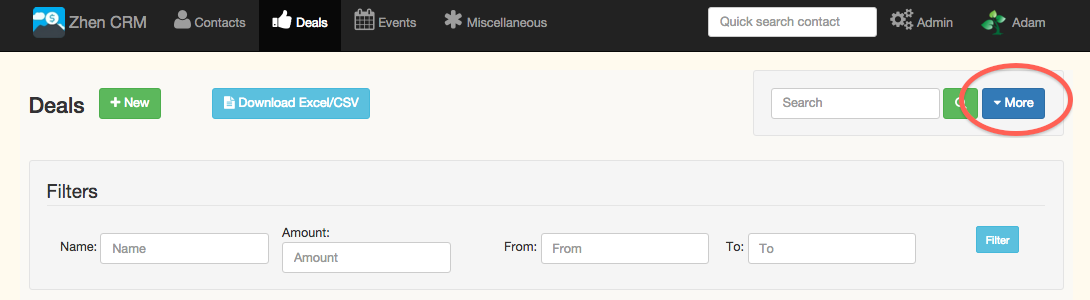 Zhen CRM Contacts Deals Events Miscellaneous Quick search contact Admin Adam
Deals + New Download Excel/CSV Search More
Filters
Name: Name Amount: From: From To: To Filter
Amount